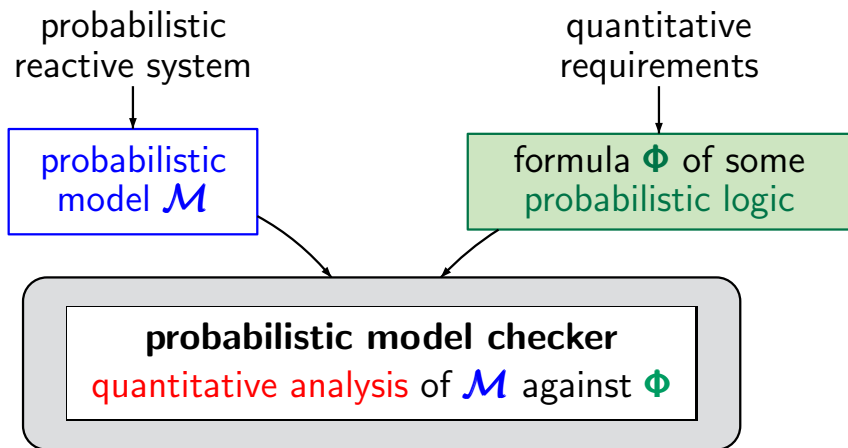 probabilistic
reactive system
quantitative
requirements
probabilistic
model 𝓜
formula Φ of some
probabilistic logic
probabilistic model checker
quantitative analysis of 𝓜 against Φ